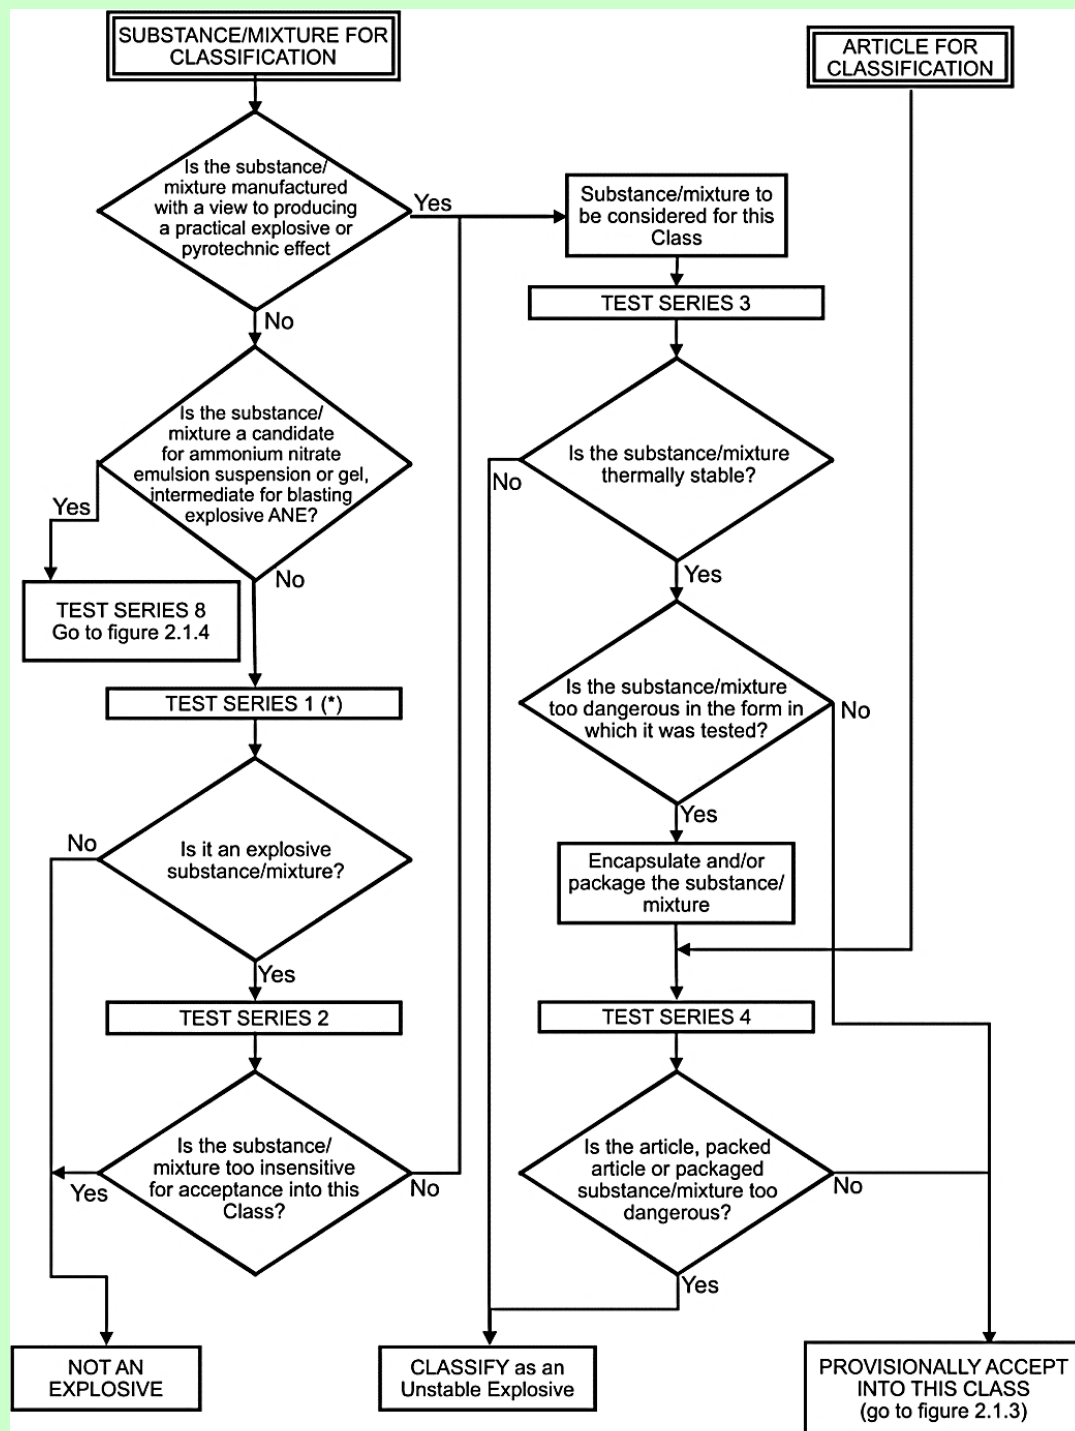 SUBSTANCE/MIXTURE FOR
CLASSIFICATION
ARTICLE FOR
CLASSIFICATION
Is the substance/
mixture manufactured
with a view to producing
a practical explosive or
pyrotechnic effect
Yes
No
Substance/mixture to
be considered for this
Class
TEST SERIES 3
Is the substance/
mixture a candidate
for ammonium nitrate
emulsion suspension or gel,
intermediate for blasting
explosive ANE?
Yes
No
TEST SERIES 8
Go to figure 2.1.4
Is the substance/mixture
thermally stable?
No
Yes
TEST SERIES 1 (*)
Is the substance/mixture
too dangerous in the form in
which it was tested?
No
Yes
Is it an explosive
substance/mixture?
No
Yes
Encapsulate and/or
package the substance/
mixture
TEST SERIES 2
TEST SERIES 4
Is the substance/
mixture too insensitive
for acceptance into this
Class?
Yes
No
Is the article, packed
article or packaged
substance/mixture too
dangerous?
No
Yes
NOT AN
EXPLOSIVE
CLASSIFY as an
Unstable Explosive
PROVISIONALLY ACCEPT
INTO THIS CLASS
(go to figure 2.1.3)